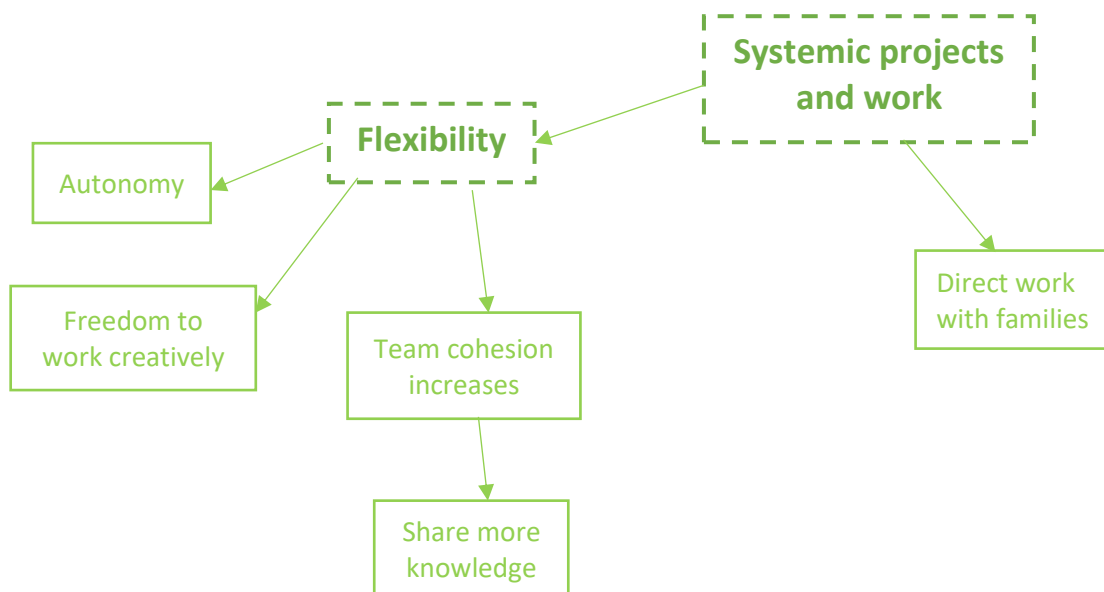 Systemic projects
and work
Flexibility
Autonomy
Direct work
with families
Freedom to
work creatively
Team cohesion
increases
Share more
knowledge